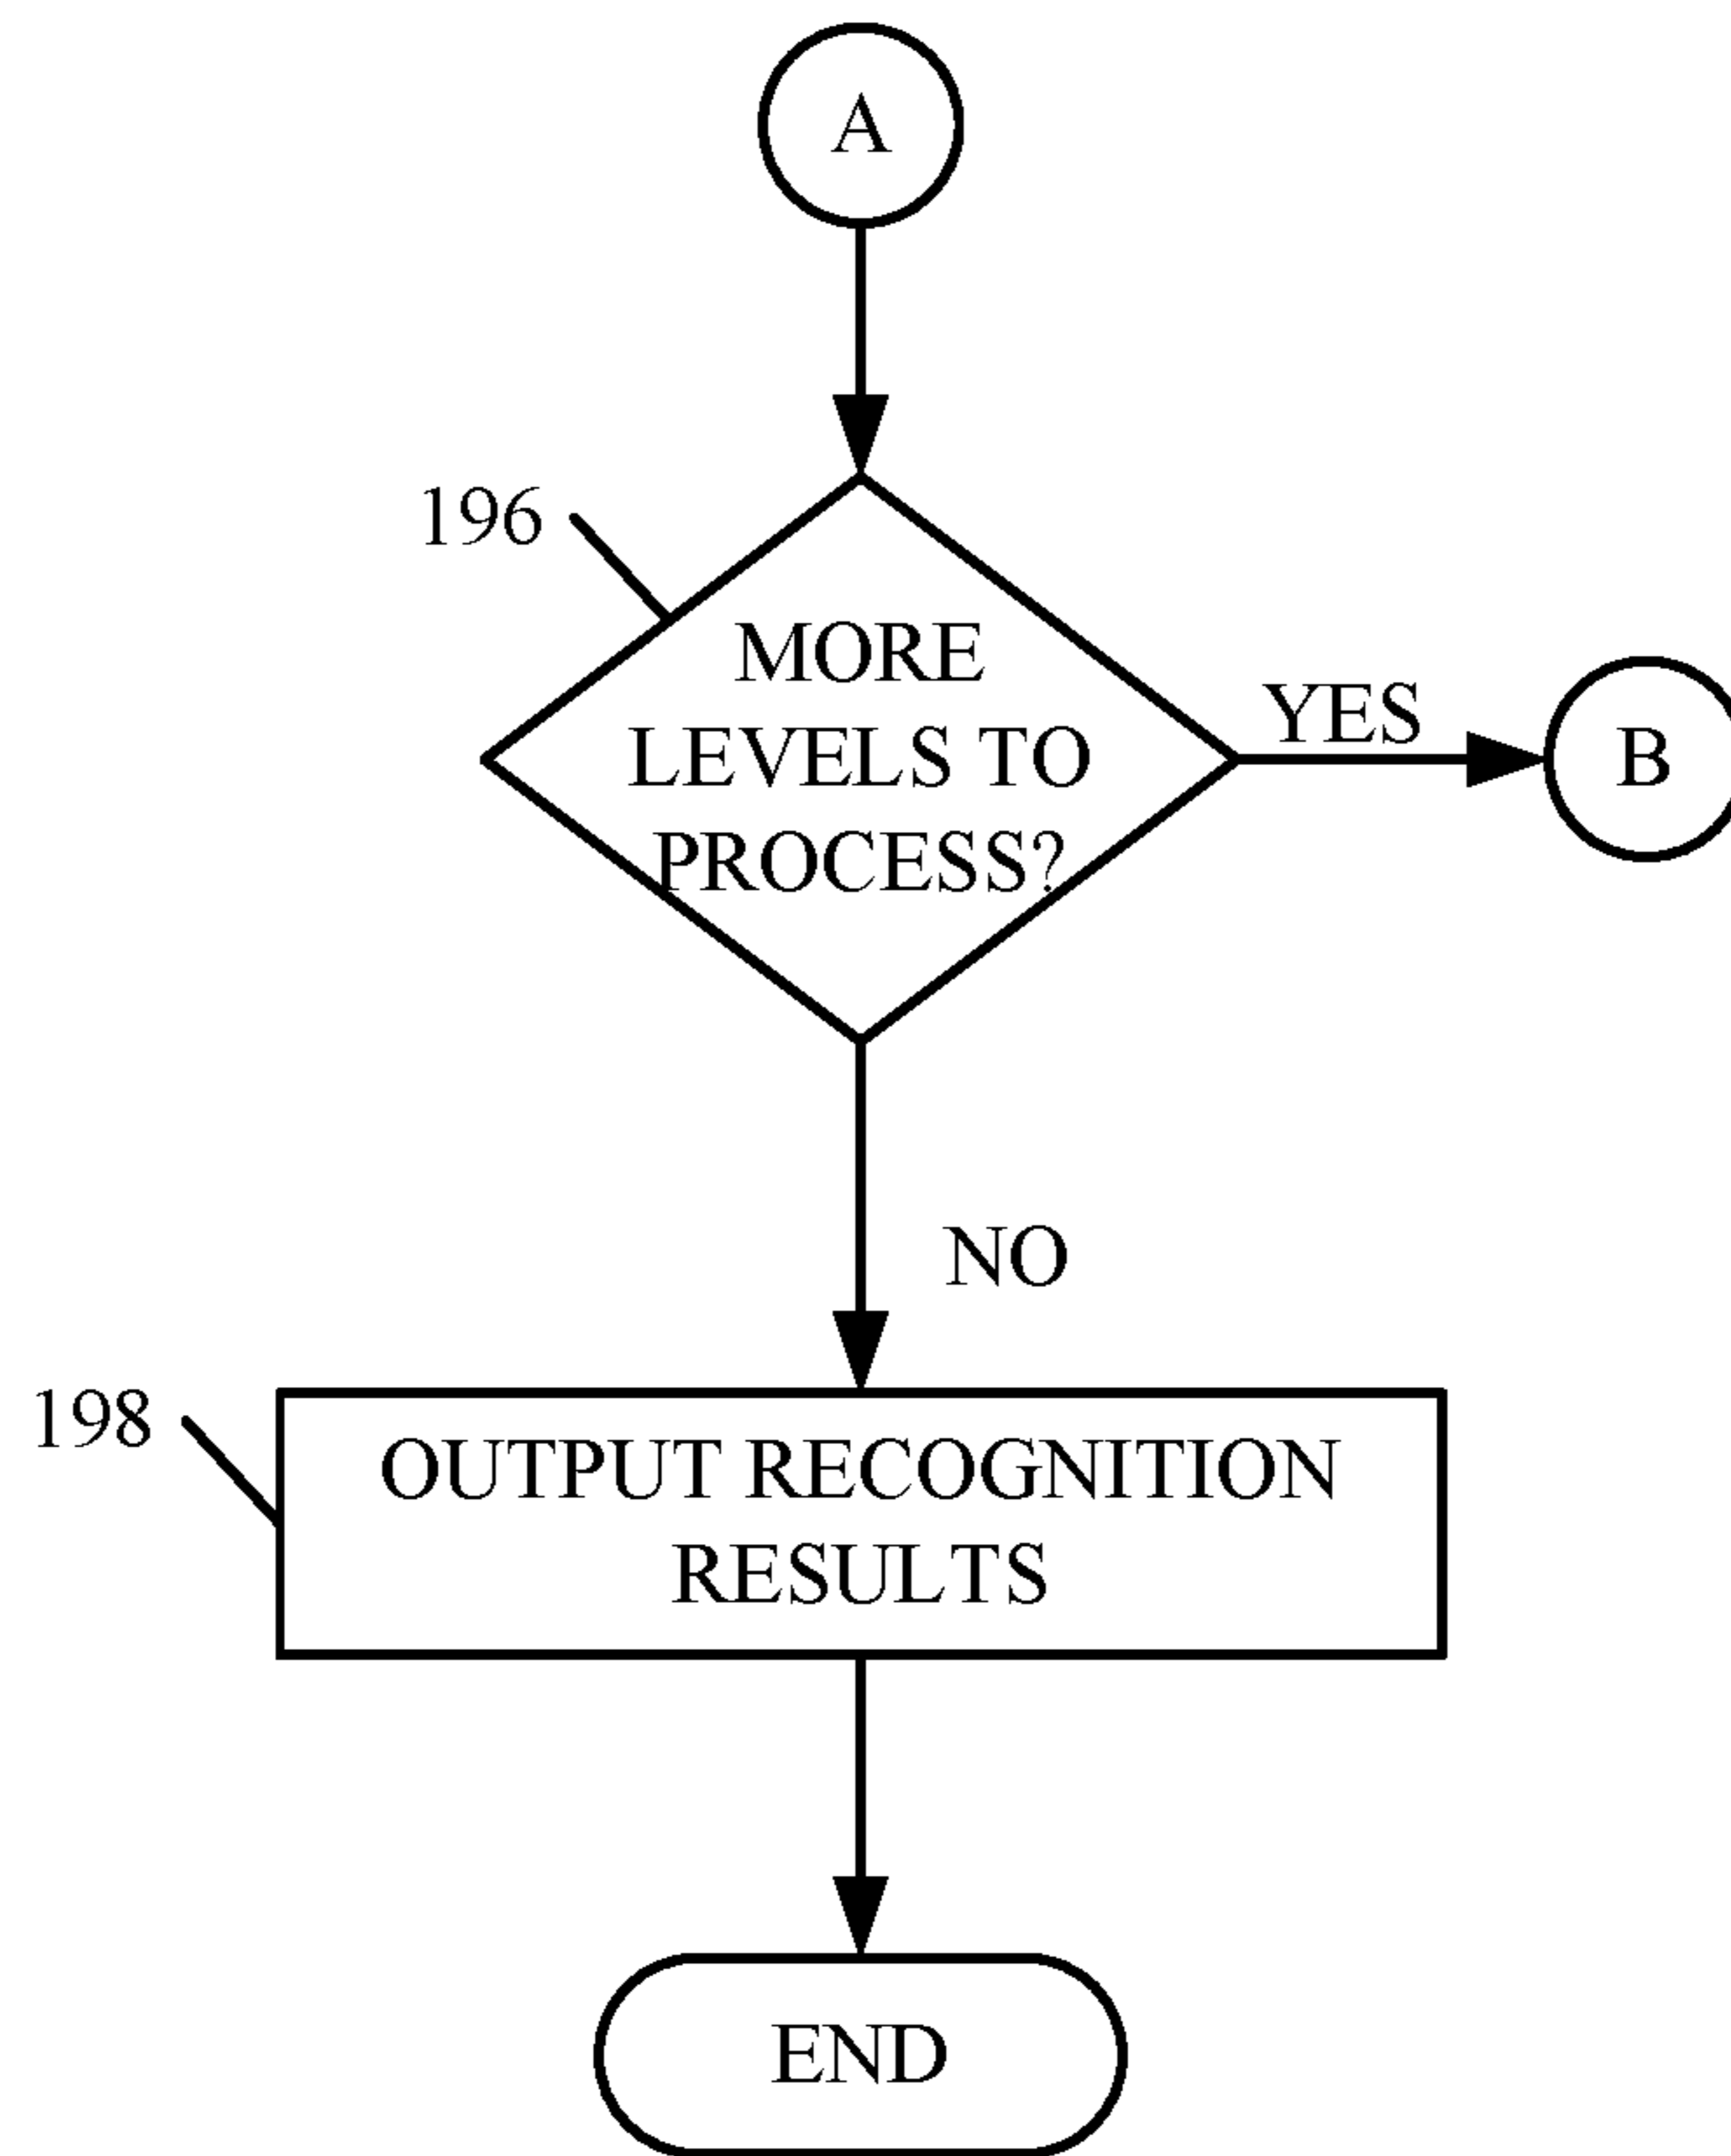 A
196
MORE
LEVELS TO
PROCESS?
YES
B
NO
198
OUTPUT RECOGNITION
RESULTS
END